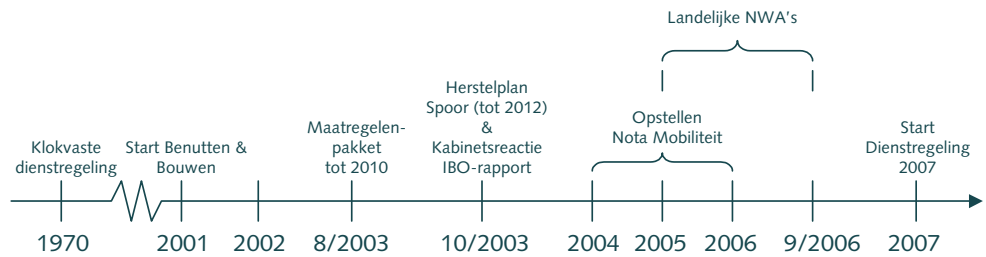 Landelijke NWA's
Herstelplan
Spoor (tot 2012)
&
Kabinetsreactie
IBO-rapport
Opstellen
Nota Mobiliteit
Maatregelen-
pakket
tot 2010
Start
Dienstregeling
2007
Klokvaste
dienstregeling
Start Benutten &
Bouwen
1970
2001
2002
8/2003
10/2003
2004
2005
2006
9/2006
2007